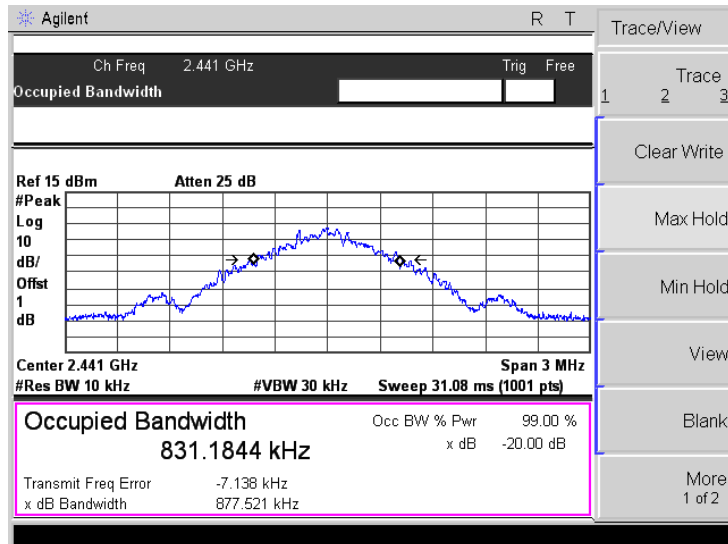 Agilent R T
Ch Freq 2.441 GHz Trig Free
Occupied Bandwidth
Ref 15 dBm Atten 25 dB
#Peak
Log
10
dB/
Offst
1
dB
Center 2.441 GHz Span 3 MHz
#Res BW 10 kHz #VBW 30 kHz Sweep 31.08 ms (1001 pts)
Occupied Bandwidth
831.1844 kHz
Occ BW % Pwr 99.00 %
x dB -20.00 dB
Transmit Freq Error -7.138 kHz
x dB Bandwidth 877.521 kHz
Trace/View
Trace
1 2 3
Clear Write
Max Hold
Min Hold
View
Blank
More
1 of 2